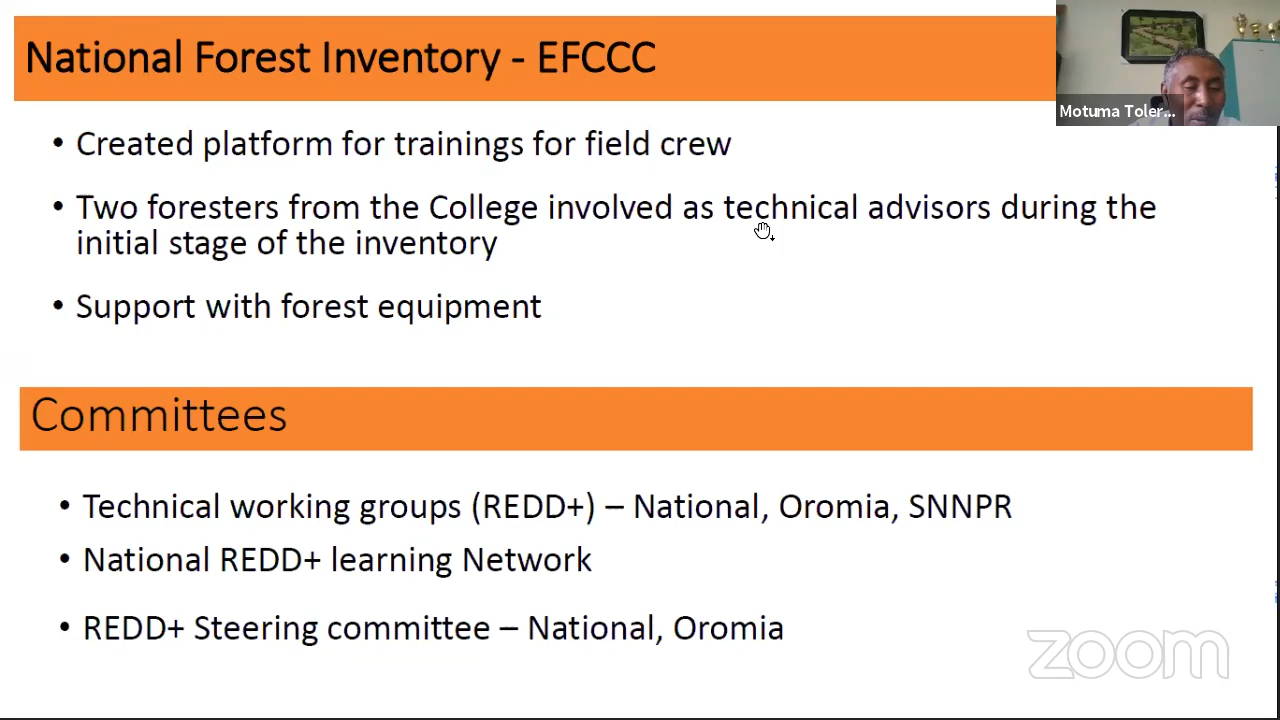 National Forest Inventory - EFCCC
Motuma Toler...
• Created platform for trainings for field crew
• Two foresters from the College involved as technical advisors during the
initial stage of the inventory
• Support with forest equipment
Committees
• Technical working groups (REDD+) – National, Oromia, SNNPR
• National REDD+ learning Network
• REDD+ Steering committee – National, Oromia
zoom